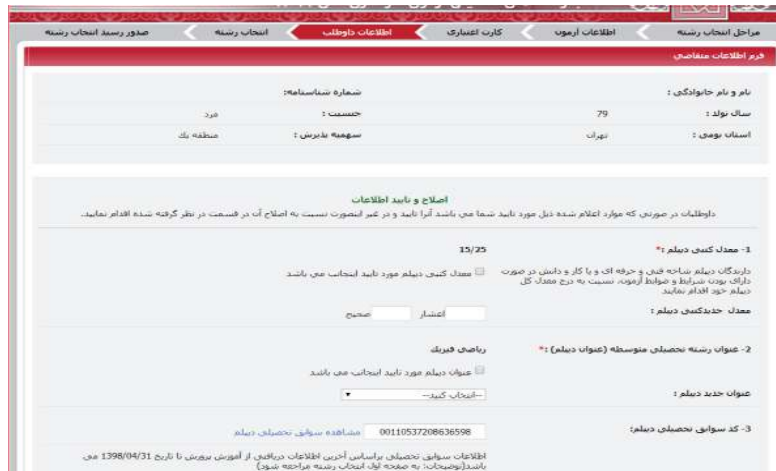 مراحل انتخاب رشته
اطلاعات آزمون
کارت اعتباری
اطلاعات داوطلب
انتخاب رشته
صدور رسید انتخاب رشته
فرم اطلاعات متقاضی
نام و نام خانوادگی :
شماره شناسنامه:
سال تولد : 79
جنسیت : مرد
استان بومی : تهران
سهمیه پذیرش : منطقه یك
اصلاح و تایید اطلاعات
داوطلبان در صورتی که موارد اعلام شده ذیل مورد تایید شما می باشد آنرا تایید و در غیر اینصورت نسبت به اصلاح آن در قسمت در نظر گرفته شده اقدام نمایید.
1- معدل کتبی دیپلم :*
15/25
دارندگان دیپلم شاخه فنی و حرفه ای و یا کار و دانش در صورت
دارای بودن شرایط و ضوابط آزمون، نسبت به درج معدل کل
دیپلم خود اقدام نمایند
معدل کتبی دیپلم مورد تایید اینجانب می باشد
معدل جدیدکتبی دیپلم :
اعشار
صحیح
2- عنوان رشته تحصیلی متوسطه (عنوان دیپلم) :*
ریاضی فیزیك
عنوان دیپلم مورد تایید اینجانب می باشد
عنوان جدید دیپلم :
--انتخاب کنید--
3- کد سوابق تحصیلی دیپلم:
00110537208636598
مشاهده سوابق تحصیلی دیپلم
اطلاعات سوابق تحصیلی براساس آخرین اطلاعات دریافتی از آموزش پرورش تا تاریخ 1398/04/31 می
باشد(توضیحات: به صفحه اول انتخاب رشته مراجعه شود)